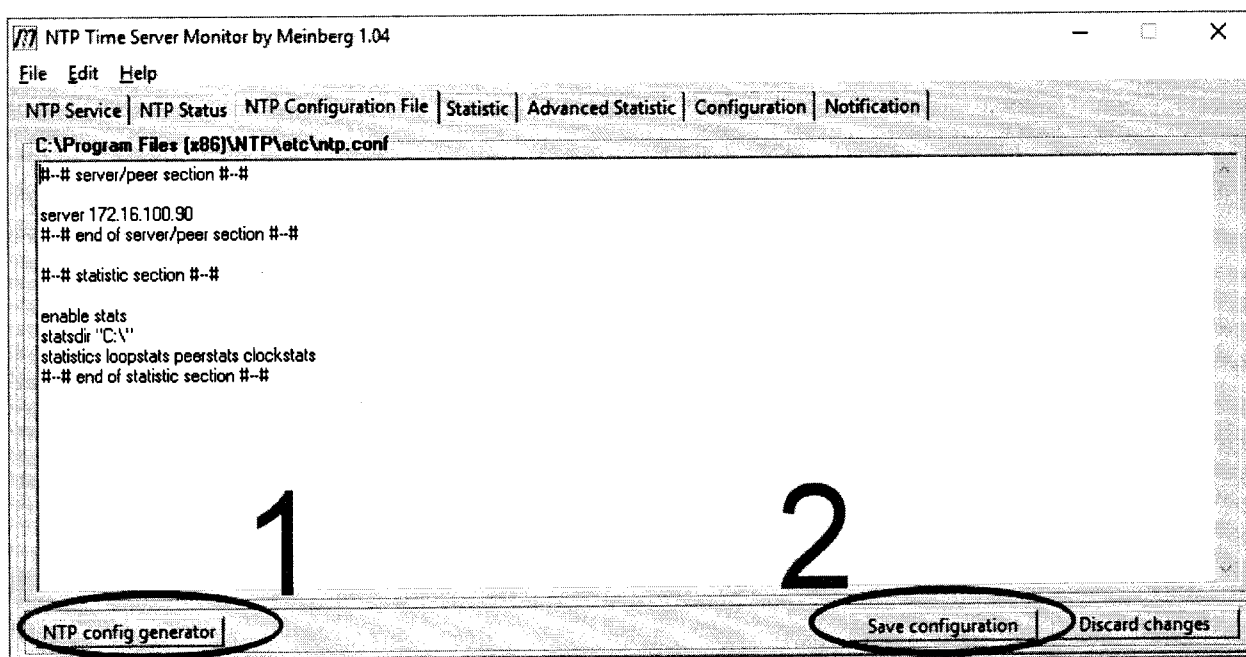 NTP Time Server Monitor by Meinberg 1.04
File Edit Help
NTP Service NTP Status NTP Configuration File Statistic Advanced Statistic Configuration Notification
C:\Program Files (x86)\NTP\etc\ntp.conf
#--# server/peer section #--#
server 172.16.100.90
#--# end of server/peer section #--#
#--# statistic section #--#
enable stats
statsdir "C:\"
statistics loopstats peerstats clockstats
#--# end of statistic section #--#
1 2
NTP config generator Save configuration Discard changes